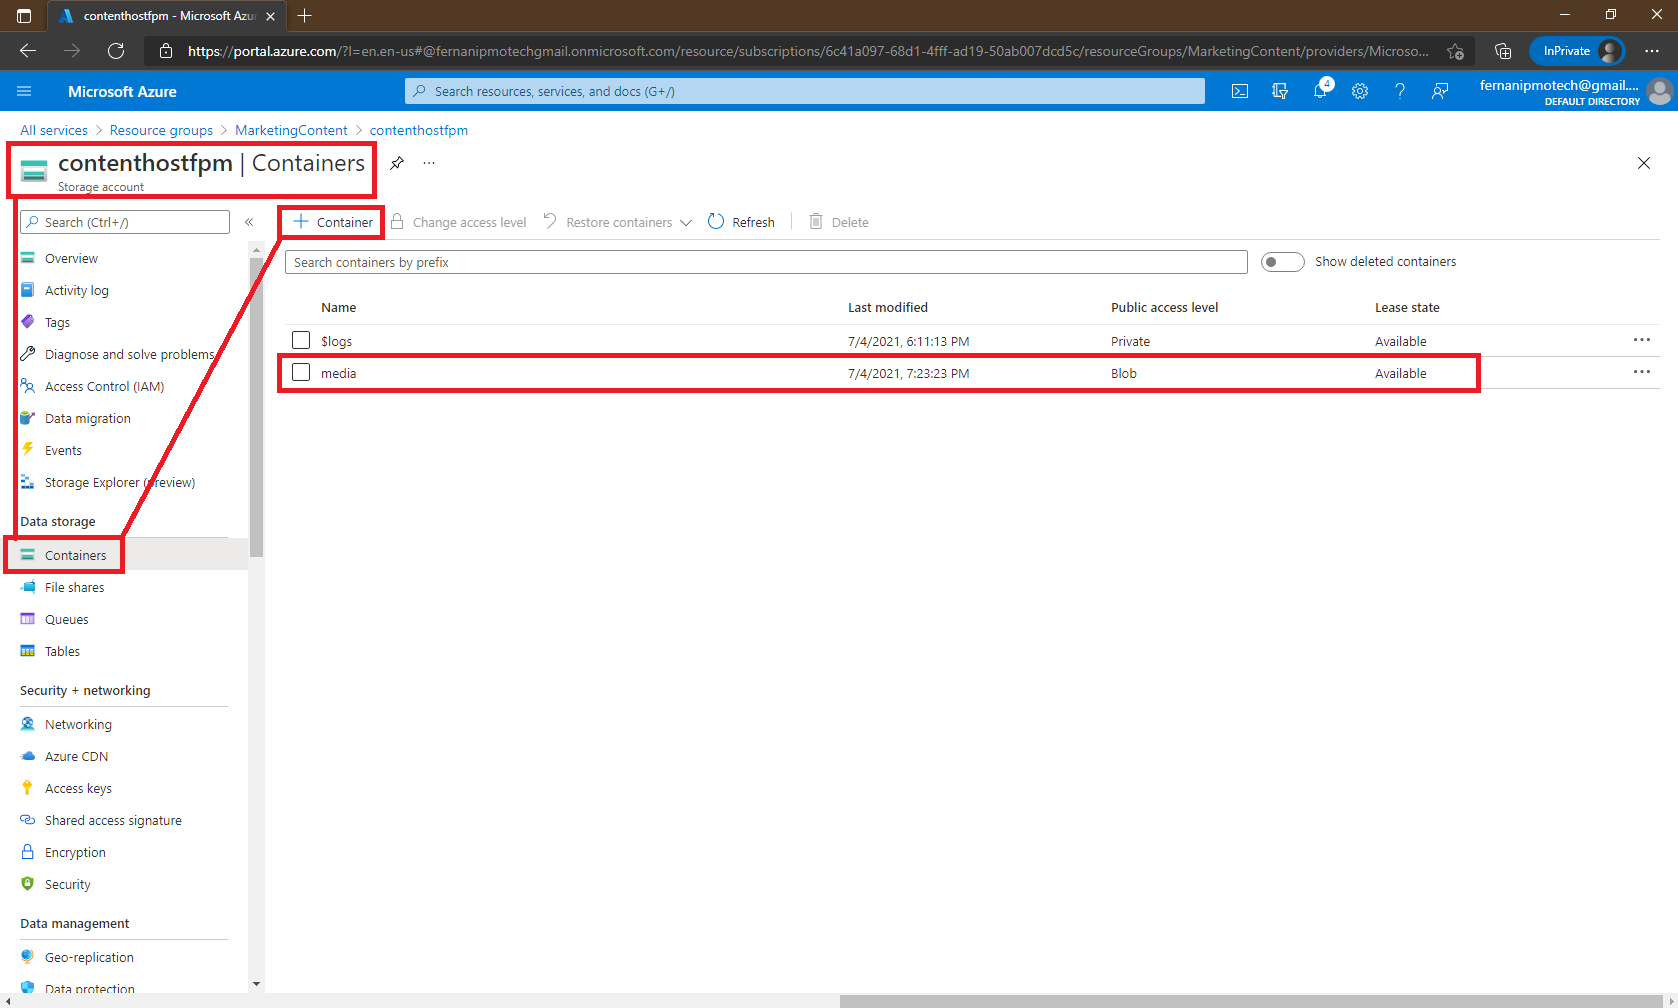 contenthostfpm - Microsoft Azu
https://portal.azure.com/?l=en.en-us#@fernanipmotechgmail.onmicrosoft.com/resource/subscriptions/6c41a097-68d1-4fff-ad19-50ab007dcd5c/resourceGroups/MarketingContent/providers/Microso...
InPrivate
Microsoft Azure
Search resources, services, and docs (G+/)
4
fernanipmotech@gmail....
DEFAULT DIRECTORY
All services > Resource groups > MarketingContent > contenthostfpm
contenthostfpm | Containers
Storage account
Search (Ctrl+/)
Container
Change access level
Restore containers
Refresh
Delete
Overview
Activity log
Tags
Diagnose and solve problems
Access Control (IAM)
Data migration
Events
Storage Explorer (preview)
Data storage
Containers
File shares
Queues
Tables
Security + networking
Networking
Azure CDN
Access keys
Shared access signature
Encryption
Security
Data management
Geo-replication
Data protection
Search containers by prefix
Show deleted containers
Name Last modified Public access level Lease state
$logs 7/4/2021, 6:11:13 PM Private Available
media 7/4/2021, 7:23:23 PM Blob Available